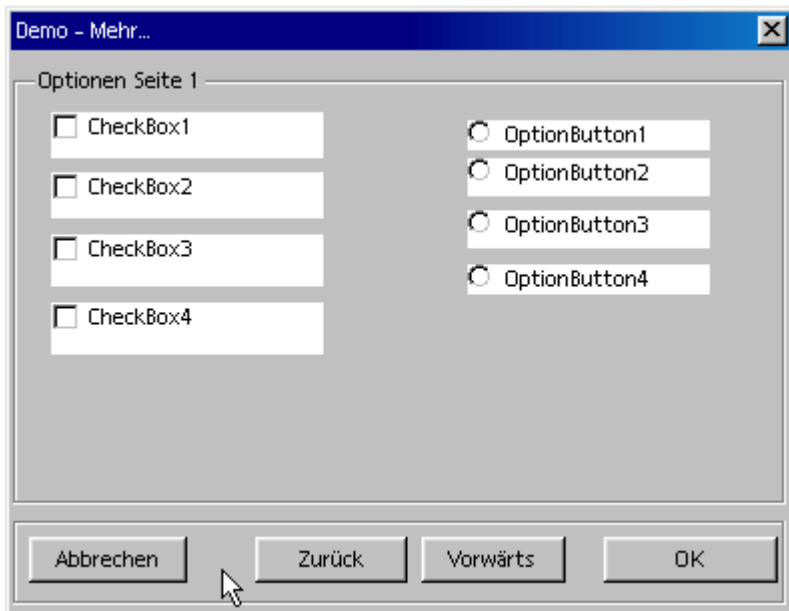 Demo - Mehr...
Optionen Seite 1
CheckBox1
OptionButton1
CheckBox2
OptionButton2
CheckBox3
OptionButton3
CheckBox4
OptionButton4
Abbrechen
Zurück
Vorwärts
OK